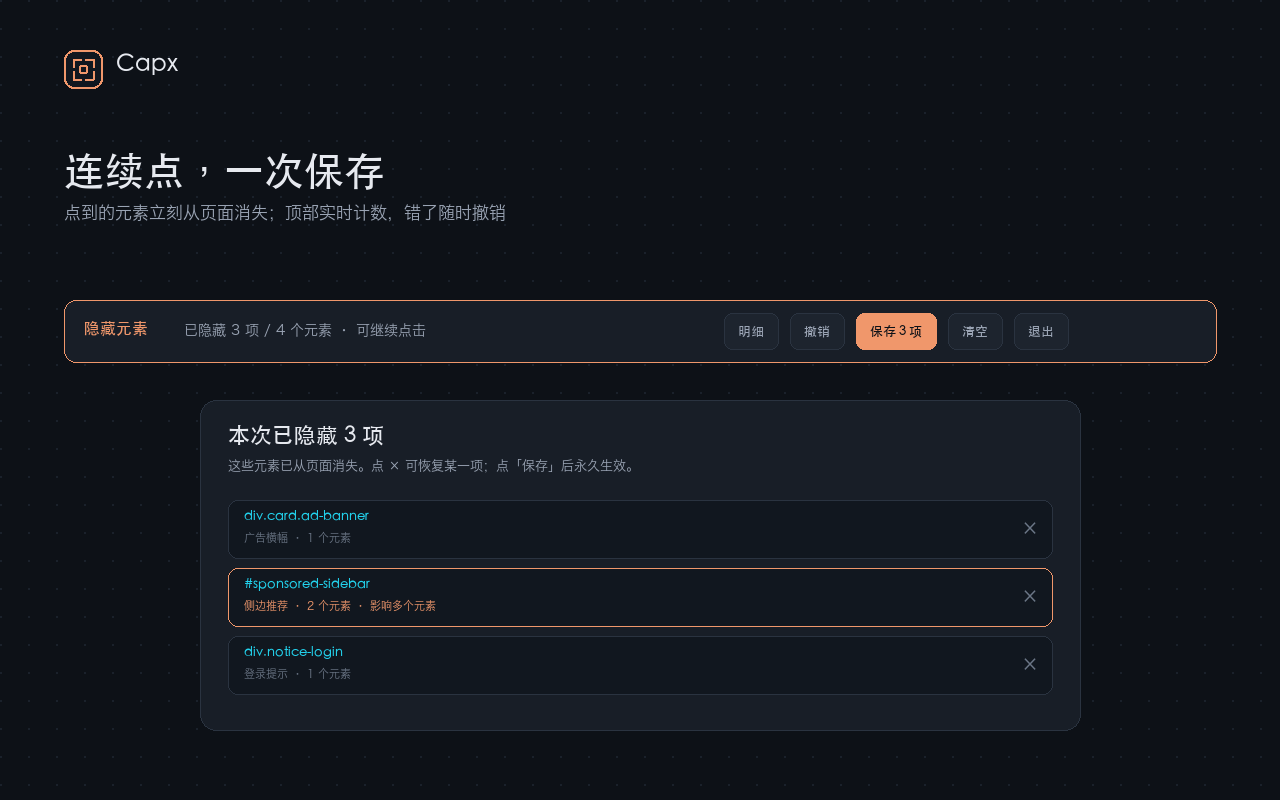 Capx
连续点，一次保存
点到的元素立刻从页面消失；顶部实时计数，错了随时撤销
隐藏元素 已隐藏 3 项 / 4 个元素 · 可继续点击 明细 撤销 保存 3 项 清空 退出
本次已隐藏 3 项
这些元素已从页面消失。点 × 可恢复某一项；点「保存」后永久生效。
div.card.ad-banner
广告横幅 · 1 个元素
#sponsored-sidebar
侧边推荐 · 2 个元素 · 影响多个元素
div.notice-login
登录提示 · 1 个元素